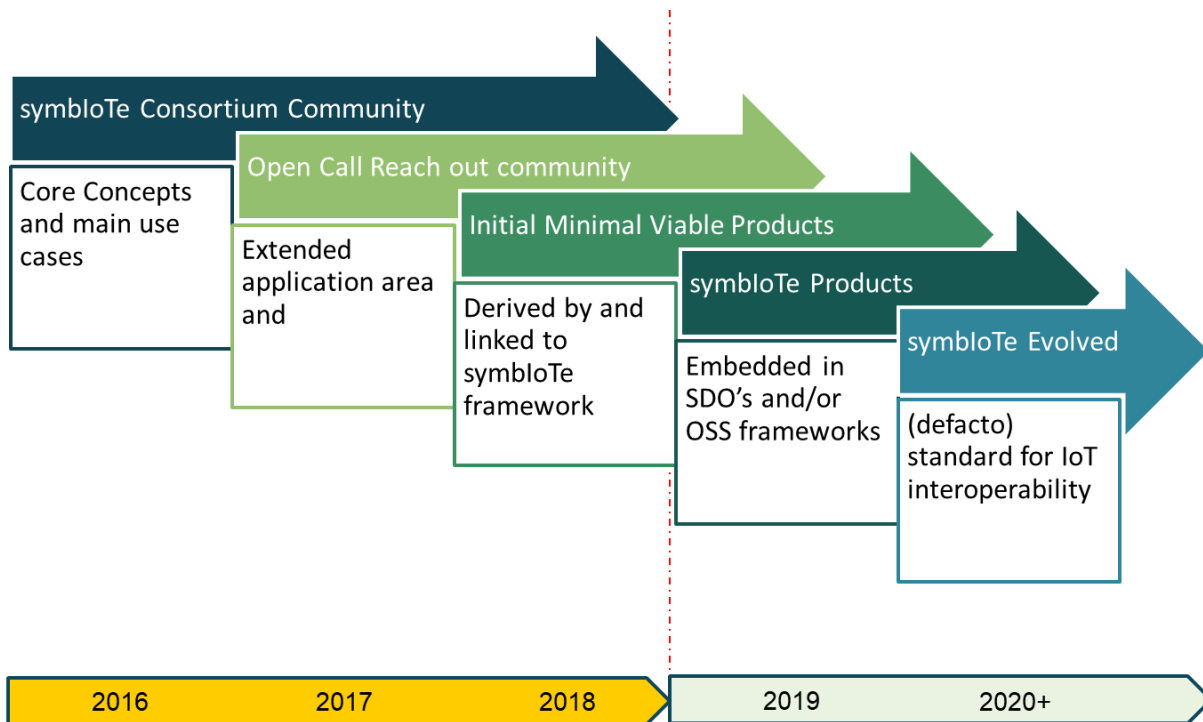 symbIoTe Consortium Community
Core Concepts
and main use
cases
Open Call Reach out community
Extended
application area
and
Initial Minimal Viable Products
Derived by and
linked to
symbIoTe
framework
symbIoTe Products
Embedded in
SDO's and/or
OSS frameworks
symbIoTe Evolved
(defacto)
standard for IoT
interoperability
2016 2017 2018 2019 2020+